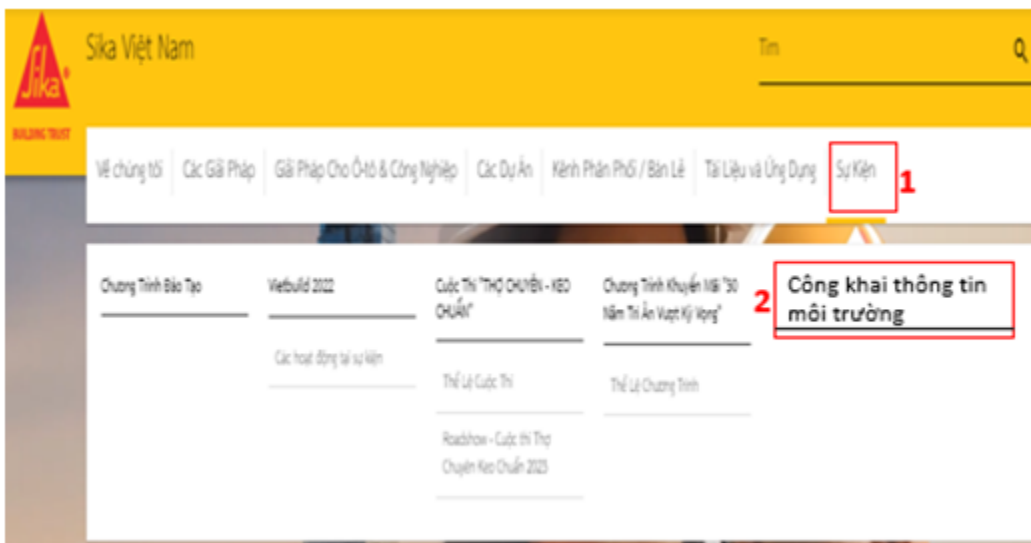 Sika Việt Nam
Tìm
Sika®
BUILDING TRUST
Về chúng tôi
Các Giải Pháp
Giải Pháp Cho Ô-tô & Công Nghiệp
Các Dự Án
Kênh Phân Phối / Bán Lẻ
Tài Liệu và Ứng Dụng
Sự Kiện
1
Chương Trình Đào Tạo
Vietbuild 2022
Các hoạt động tại sự kiện
Cuộc Thi "THỢ CHUYÊN - KEO
CHUẨN"
Thể Lệ Cuộc Thi
Roadshow - Cuộc thi Thợ
Chuyên Keo Chuẩn 2023
Chương Trình Khuyến Mãi "30
Năm Tri Ân Vượt Kỳ Vọng"
Thể Lệ Chương Trình
2
Công khai thông tin
môi trường